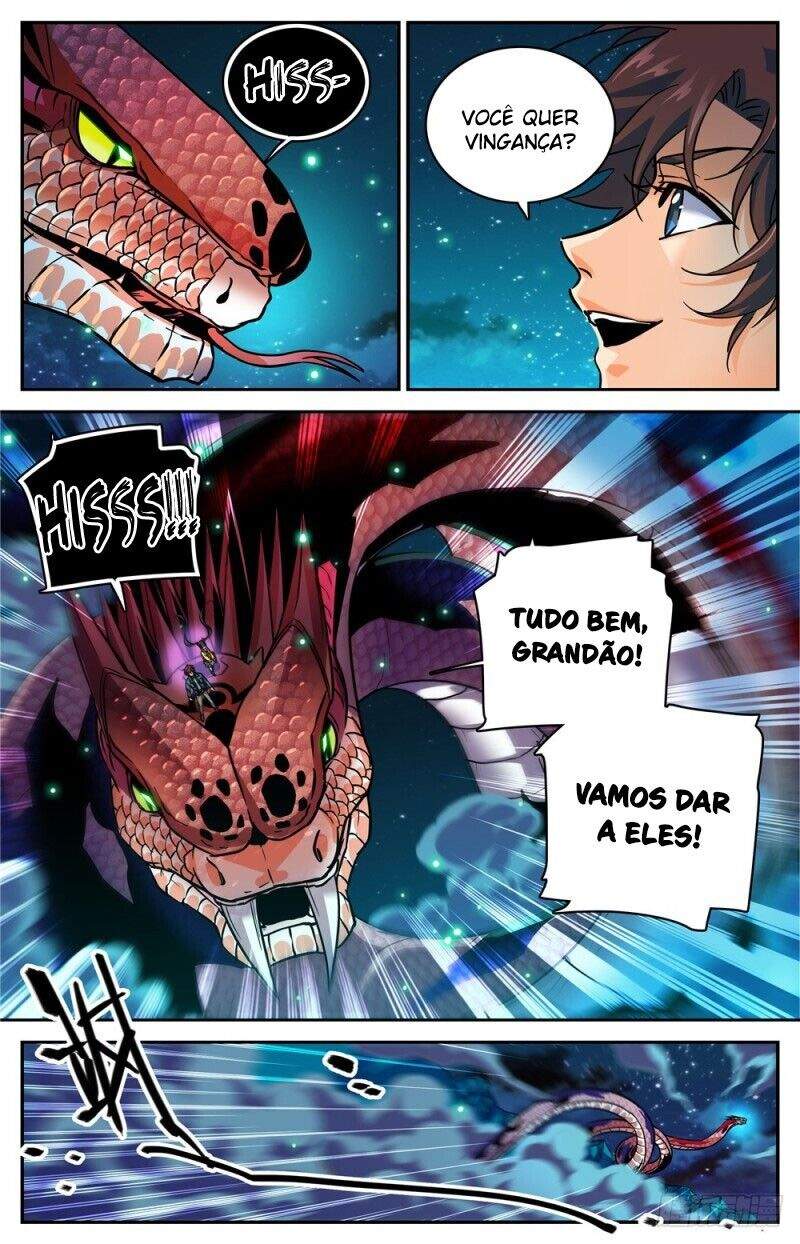 HISS-
VOCÊ QUER
VINGANÇA?
HISSS!!!!
TUDO BEM,
GRANDÃO!
VAMOS DAR
A ELES!